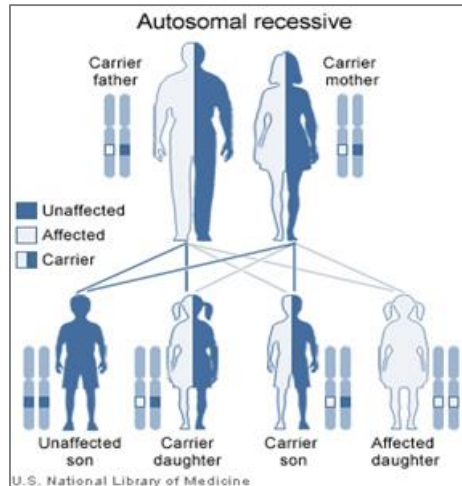 Autosomal recessive
Carrier
father
Carrier
mother
Unaffected
Affected
Carrier
Unaffected
son
Carrier
daughter
Carrier
son
Affected
daughter
U.S. National Library of Medicine